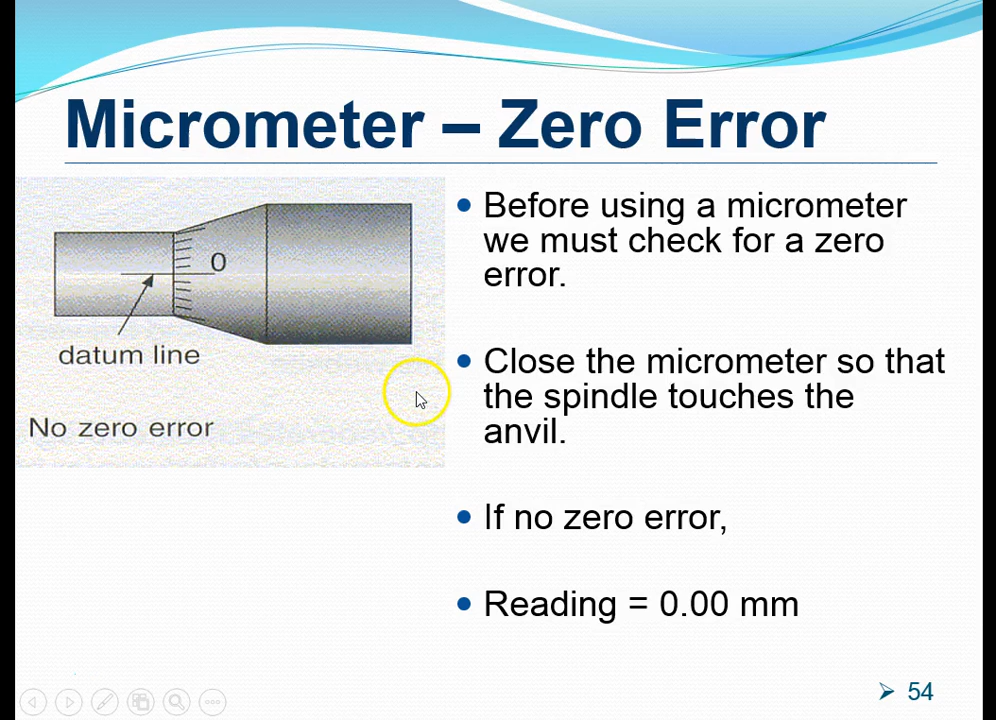 Micrometer – Zero Error
0
datum line
No zero error
• Before using a micrometer
we must check for a zero
error.
• Close the micrometer so that
the spindle touches the
anvil.
• If no zero error,
• Reading = 0.00 mm
➢ 54